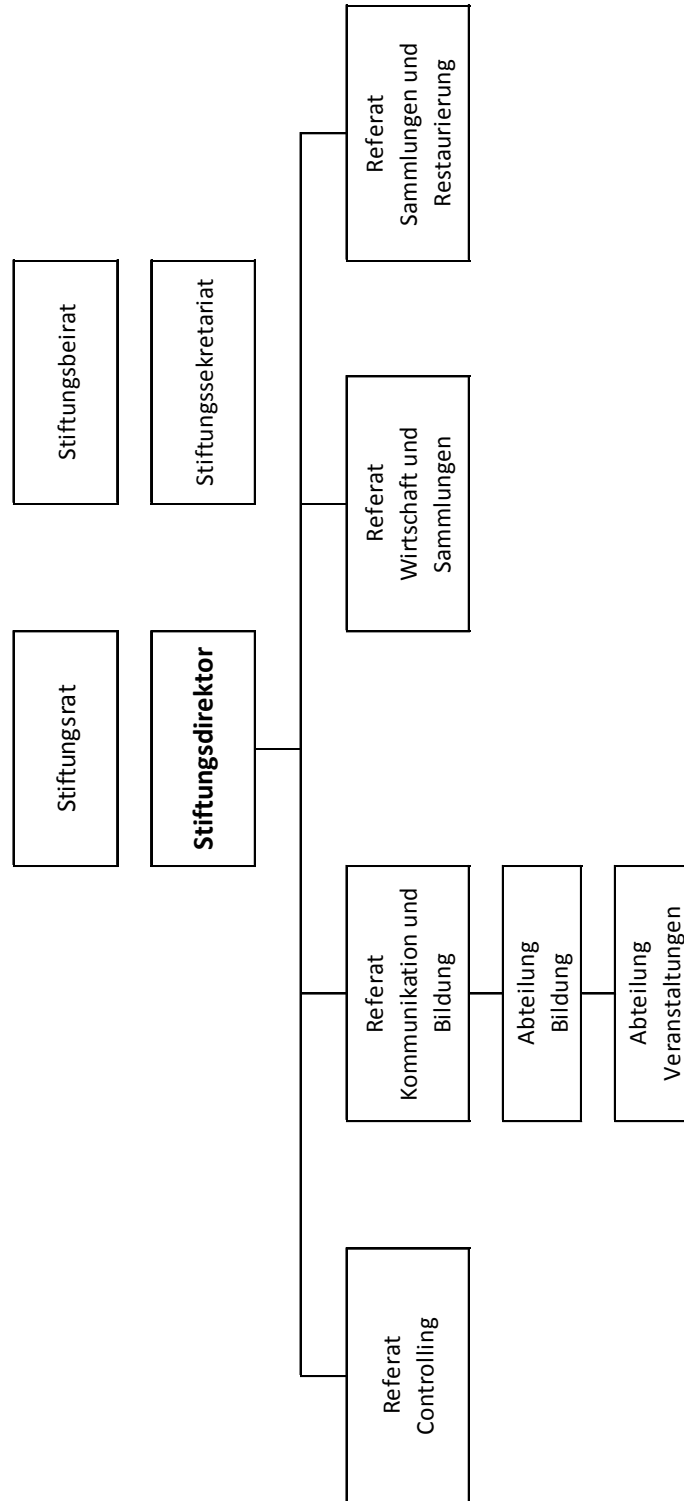 Stiftungsrat
Stiftungsbeirat
Stiftungsdirektor
Stiftungssekretariat
Referat
Controlling
Referat
Kommunikation und
Bildung
Referat
Wirtschaft und
Sammlungen
Referat
Sammlungen und
Restaurierung
Abteilung
Bildung
Abteilung
Veranstaltungen